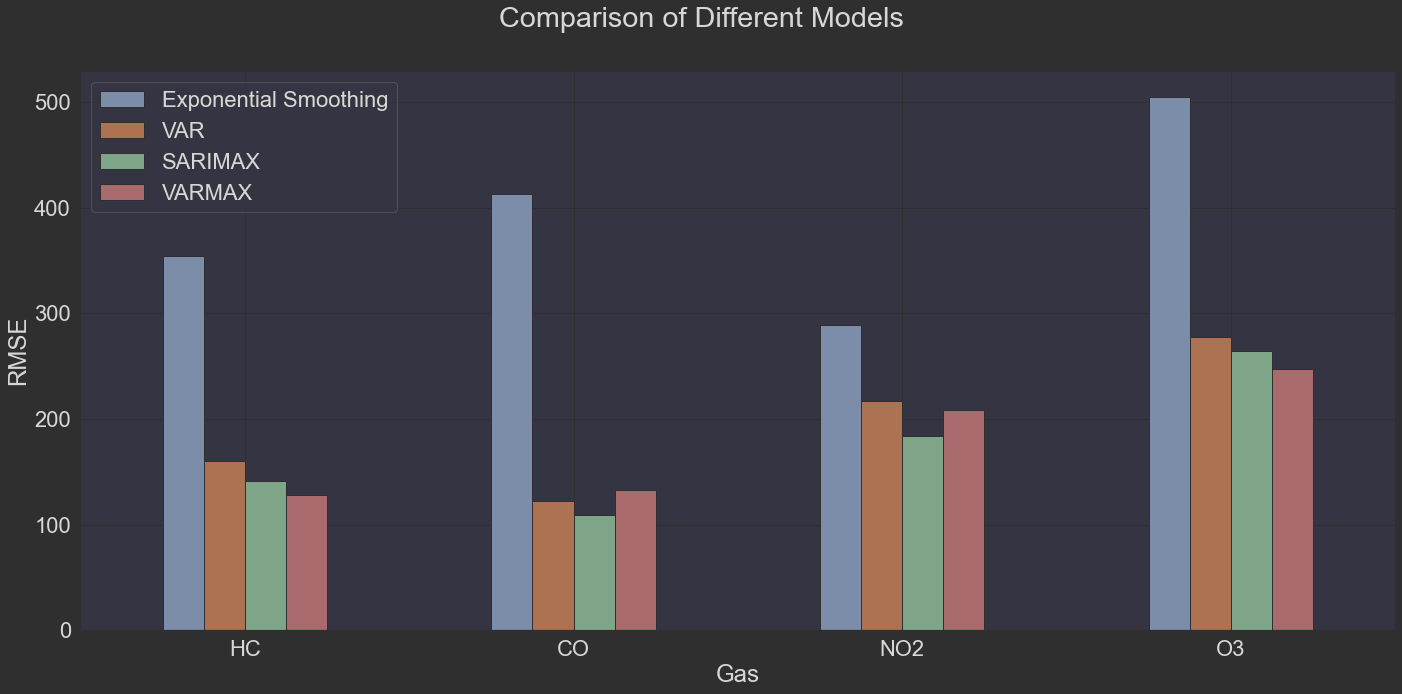 Comparison of Different Models
Exponential Smoothing
VAR
SARIMAX
VARMAX
500
400
300
200
100
0
RMSE
HC CO NO2 O3
Gas